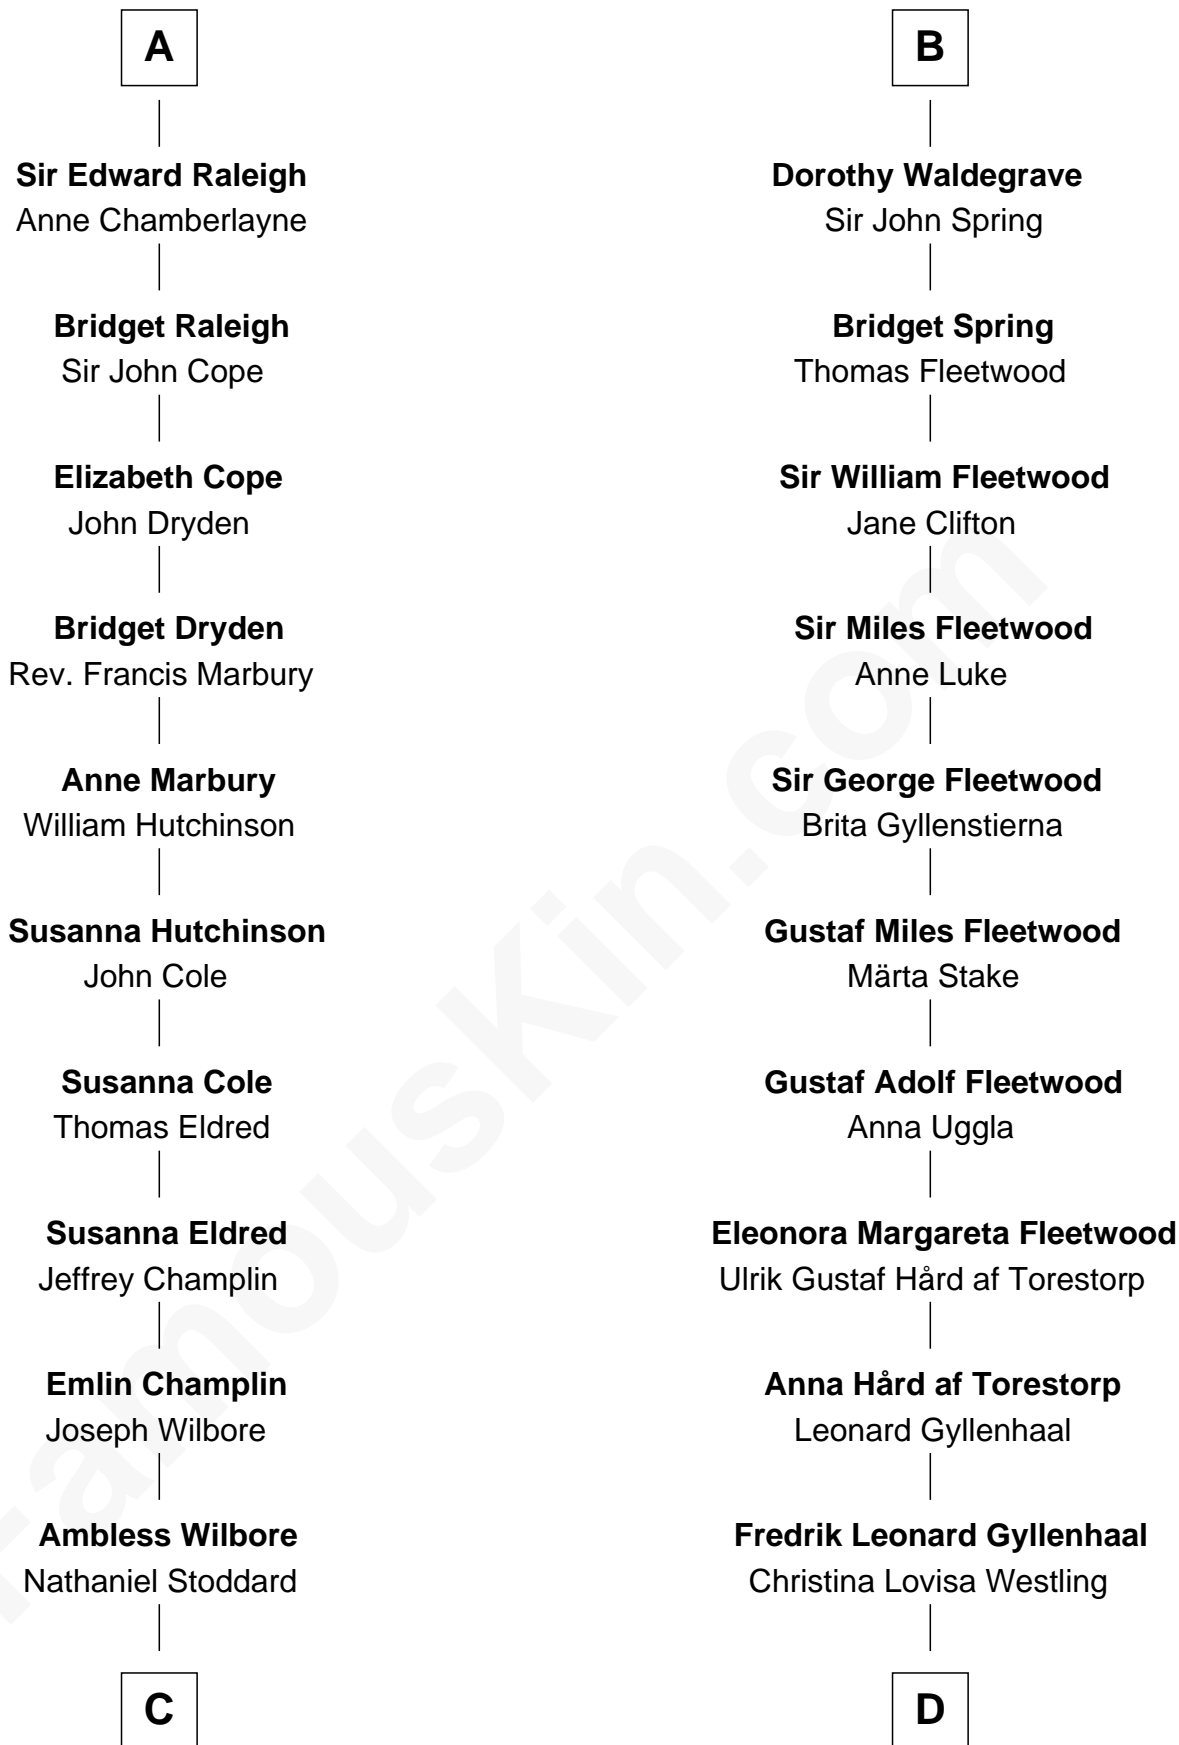 A
Sir Edward Raleigh
Anne Chamberlayne
Bridget Raleigh
Sir John Cope
Elizabeth Cope
John Dryden
Bridget Dryden
Rev. Francis Marbury
Anne Marbury
William Hutchinson
Susanna Hutchinson
John Cole
Susanna Cole
Thomas Eldred
Susanna Eldred
Jeffrey Champlin
Emlin Champlin
Joseph Wilbore
Ambless Wilbore
Nathaniel Stoddard
C
B
Dorothy Waldegrave
Sir John Spring
Bridget Spring
Thomas Fleetwood
Sir William Fleetwood
Jane Clifton
Sir Miles Fleetwood
Anne Luke
Sir George Fleetwood
Brita Gyllenstierna
Gustaf Miles Fleetwood
Märta Stake
Gustaf Adolf Fleetwood
Anna Uggla
Eleonora Margareta Fleetwood
Ulrik Gustaf Hård af Torestorp
Anna Hård af Torestorp
Leonard Gyllenhaal
Fredrik Leonard Gyllenhaal
Christina Lovisa Westling
D
FamousKin.com